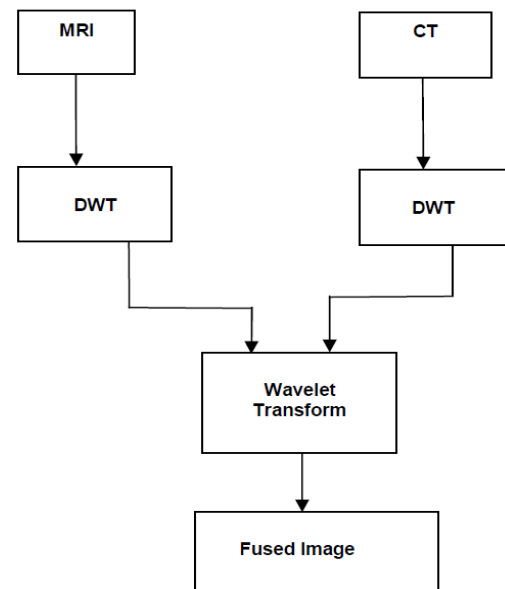 MRI
CT
DWT
DWT
Wavelet
Transform
Fused Image